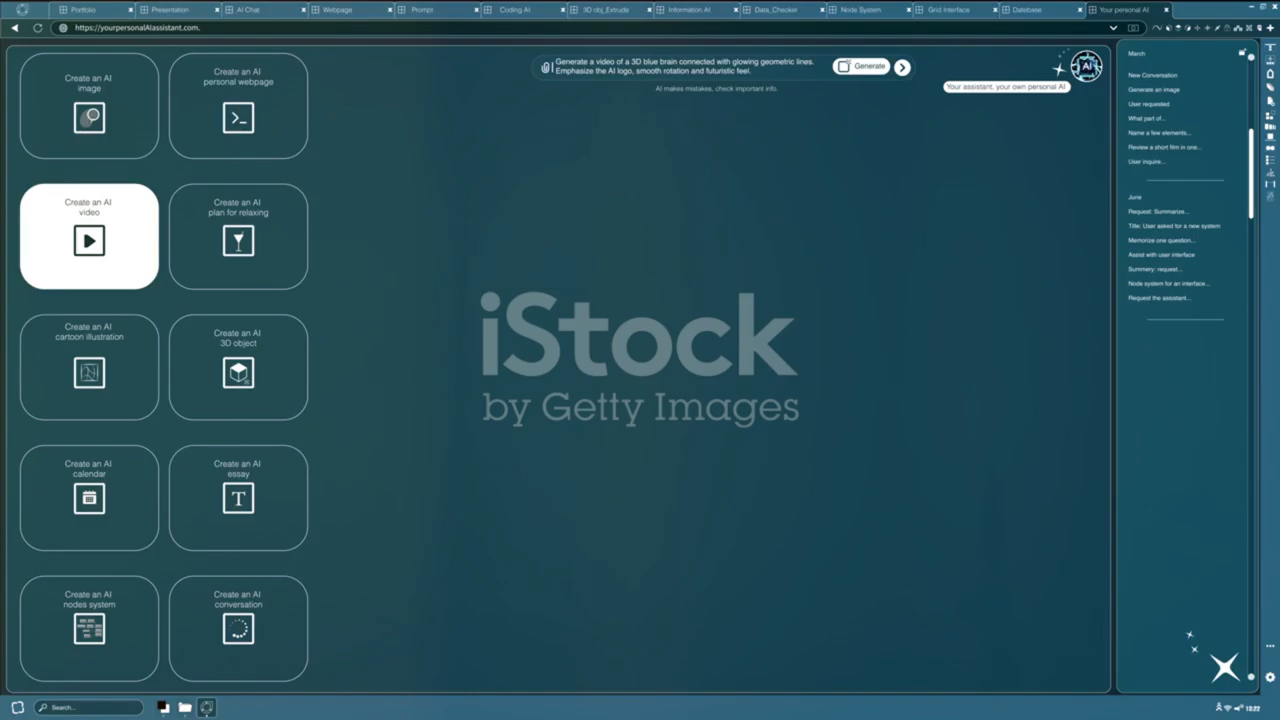 Portfolio
Presentation
AI Chat
Webpage
Prompt
Coding AI
3D obj_Extrude
Information AI
Data_Checker
Node System
Grid Interface
Datebase
Your personal AI
https://yourpersonalAIassistant.com.
Create an AI
image
Create an AI
personal webpage
Create an AI
video
Create an AI
plan for relaxing
Create an AI
cartoon illustration
Create an AI
3D object
Create an AI
calendar
Create an AI
essay
Create an AI
nodes system
Create an AI
conversation
Generate a video of a 3D blue brain connected with glowing geometric lines.
Emphasize the AI logo, smooth rotation and futuristic feel.
Generate
AI makes mistakes, check important info.
AI
Your assistant, your own personal AI
iStock
by Getty Images
March
New Conversation
Generate an image
User requested
What part of...
Name a few elements...
Review a short film in one...
User inquire...
June
Request: Summarize...
Title: User asked for a new system
Memorize one question...
Assist with user interface
Summery: request...
Node system for an interface...
Request the assistant...
Search...
13:22